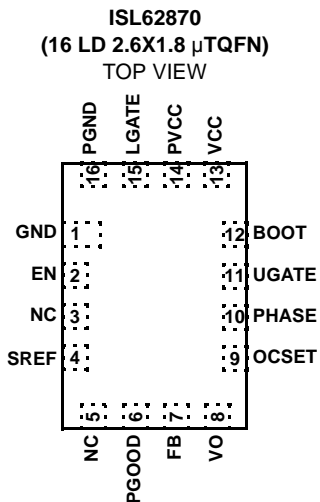 ISL62870
(16 LD 2.6X1.8 µTQFN)
TOP VIEW
PGND
LGATE
PVCC
VCC
16
15
14
13
GND 1
12 BOOT
EN 2
11 UGATE
NC 3
10 PHASE
SREF 4
9 OCSET
5
6
7
8
NC
PGOOD
FB
VO